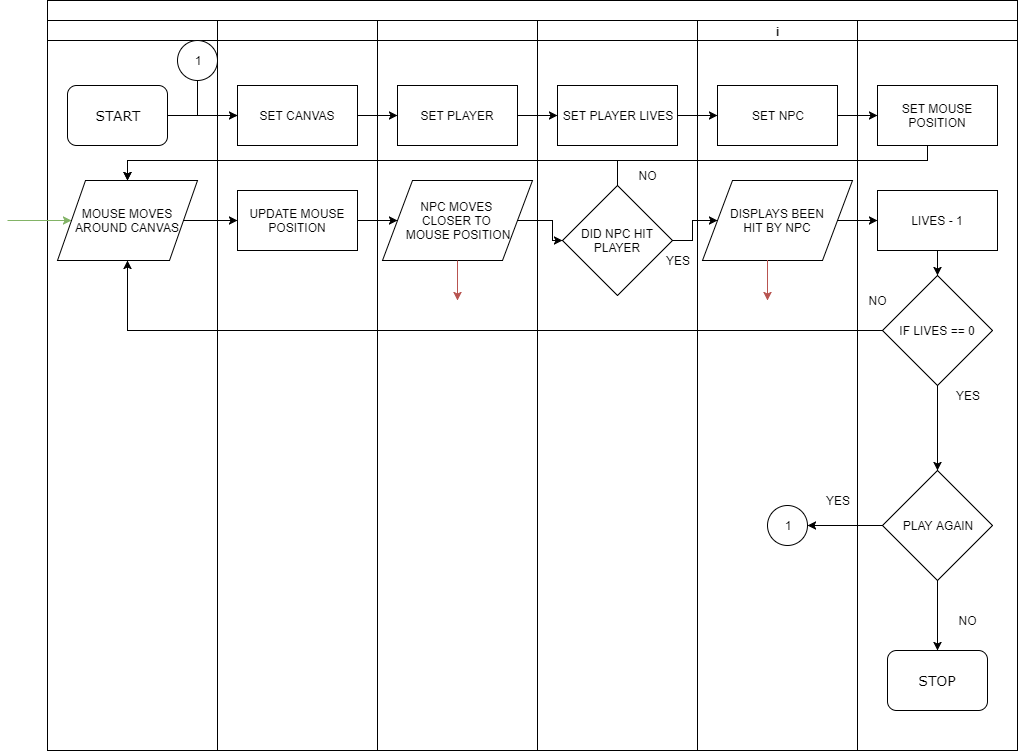 i
1
START
SET CANVAS
SET PLAYER
SET PLAYER LIVES
SET NPC
SET MOUSE
POSITION
NO
MOUSE MOVES
AROUND CANVAS
UPDATE MOUSE
POSITION
NPC MOVES
CLOSER TO
MOUSE POSITION
DID NPC HIT
PLAYER
YES
DISPLAYS BEEN
HIT BY NPC
LIVES - 1
NO
IF LIVES == 0
YES
YES
1
PLAY AGAIN
NO
STOP